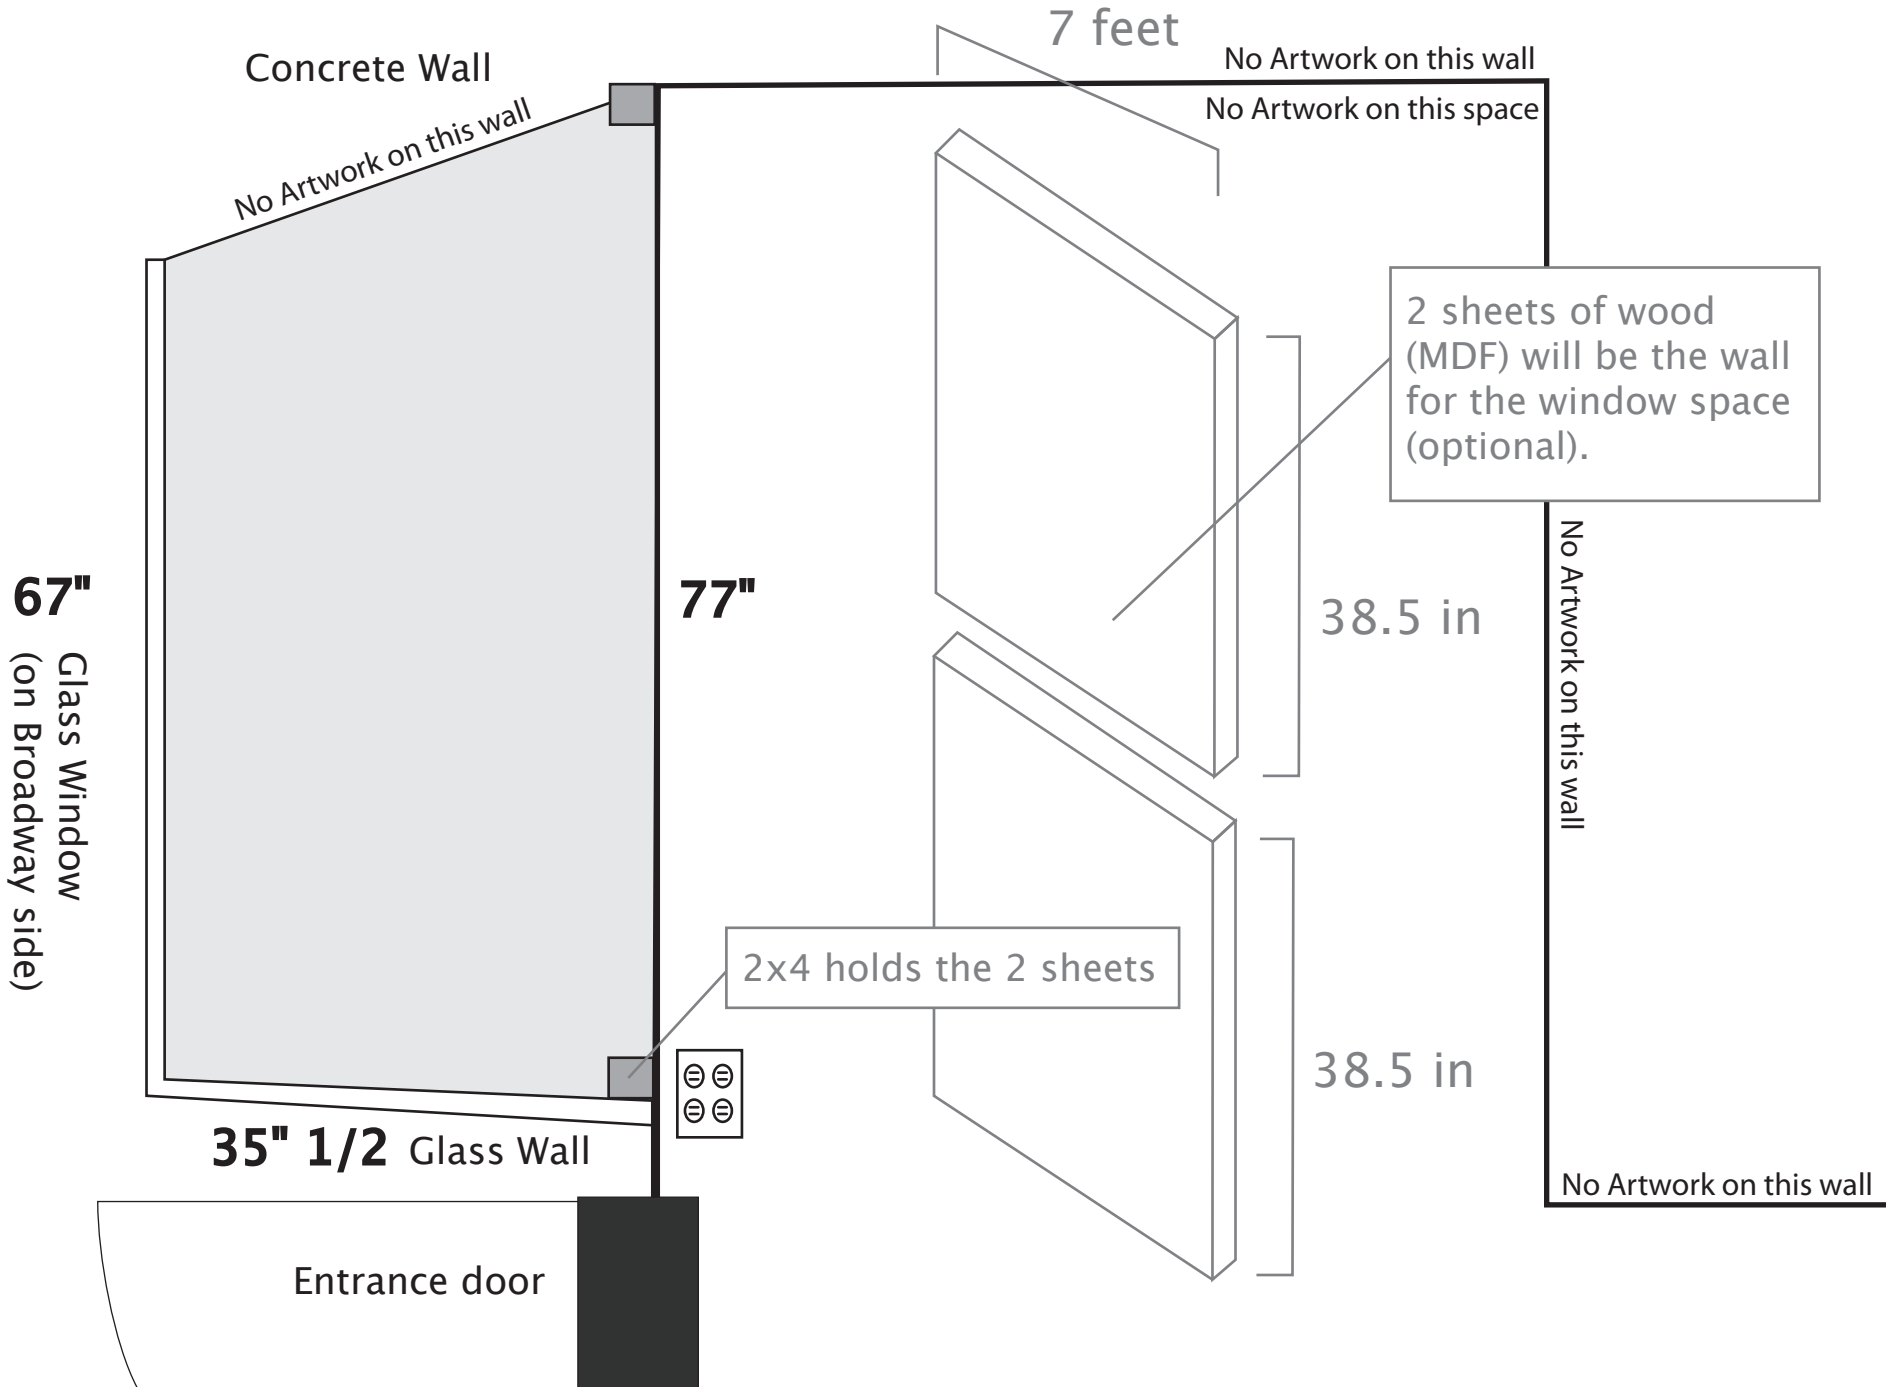 7 feet
Concrete Wall
No Artwork on this wall
No Artwork on this wall
No Artwork on this space
2 sheets of wood
(MDF) will be the wall
for the window space
(optional).
67"
Glass Window
(on Broadway side)
77"
38.5 in
No Artwork on this wall
2x4 holds the 2 sheets
38.5 in
35" 1/2 Glass Wall
No Artwork on this wall
Entrance door